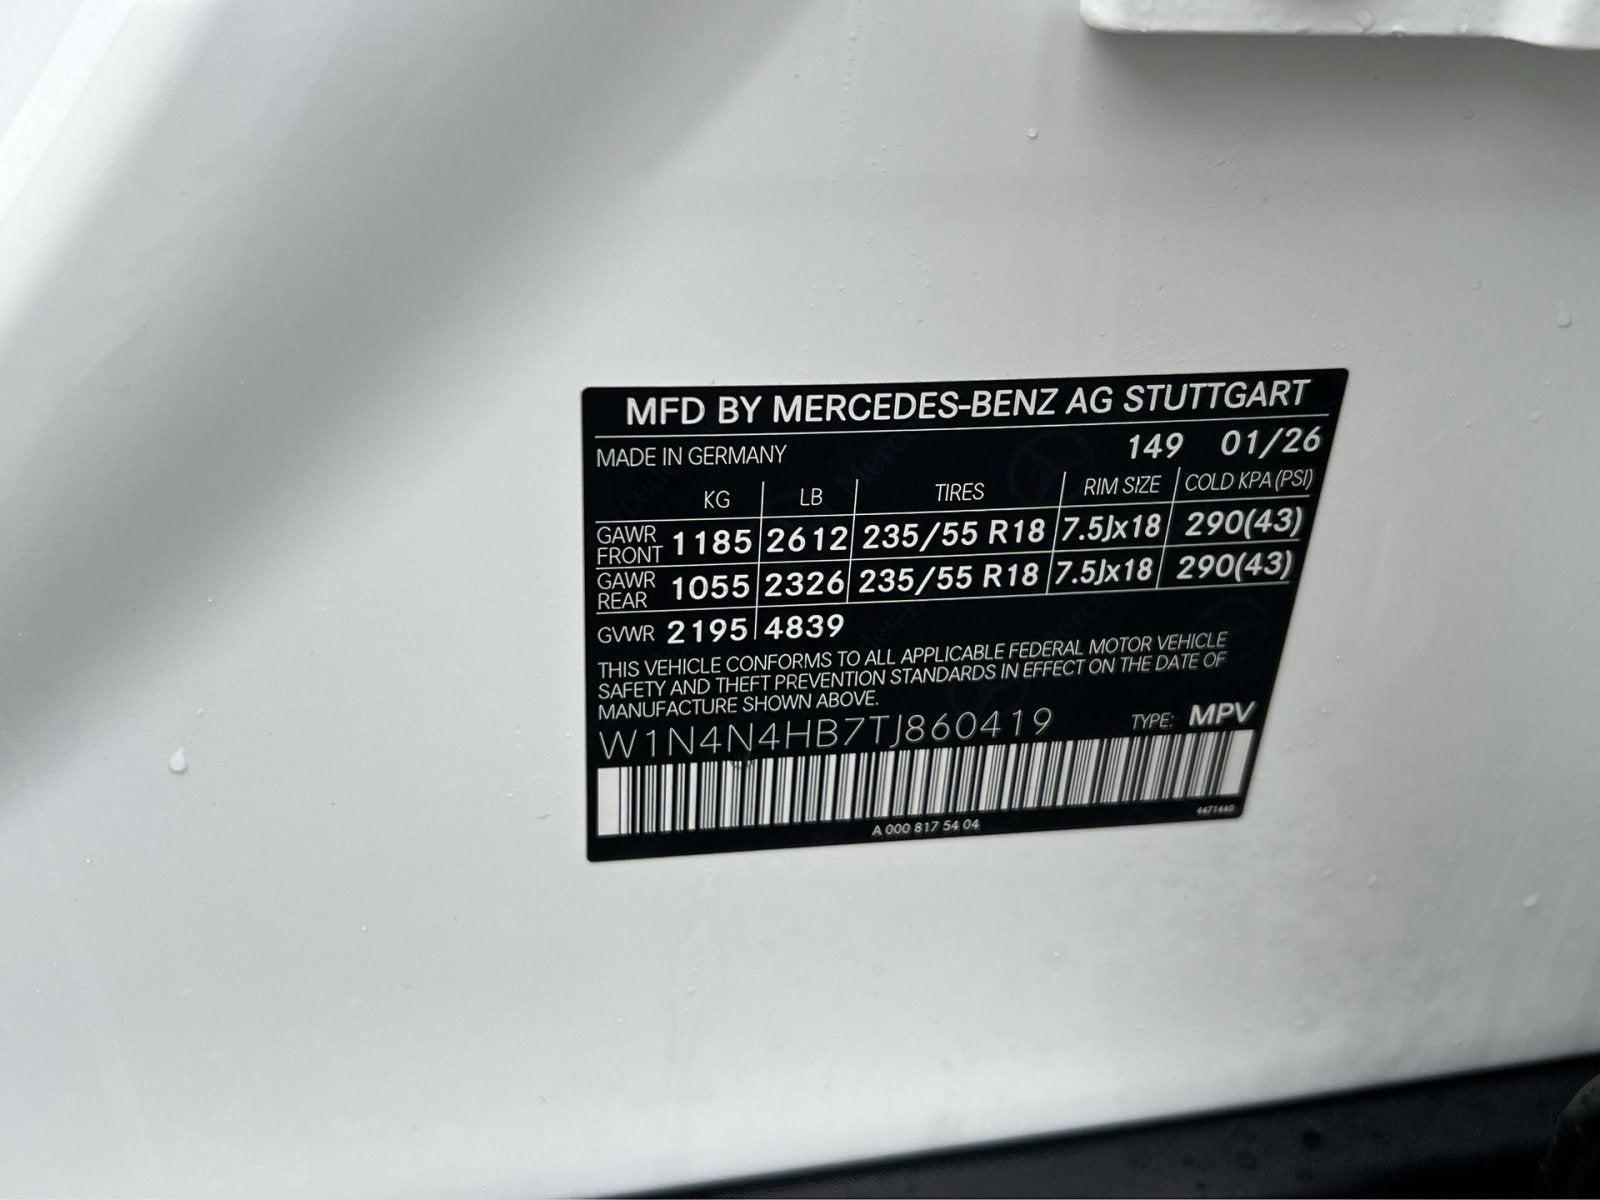 MFD BY MERCEDES-BENZ AG STUTTGART
MADE IN GERMANY 149 01/26
KG LB TIRES RIM SIZE COLD KPA (PSI)
GAWR FRONT 1185 2612 235/55 R18 7.5Jx18 290(43)
GAWR REAR 1055 2326 235/55 R18 7.5Jx18 290(43)
GVWR 2195 4839
THIS VEHICLE CONFORMS TO ALL APPLICABLE FEDERAL MOTOR VEHICLE
SAFETY AND THEFT PREVENTION STANDARDS IN EFFECT ON THE DATE OF
MANUFACTURE SHOWN ABOVE.
W1N4N4HB7TJ860419 TYPE: MPV
A 000 817 54 04